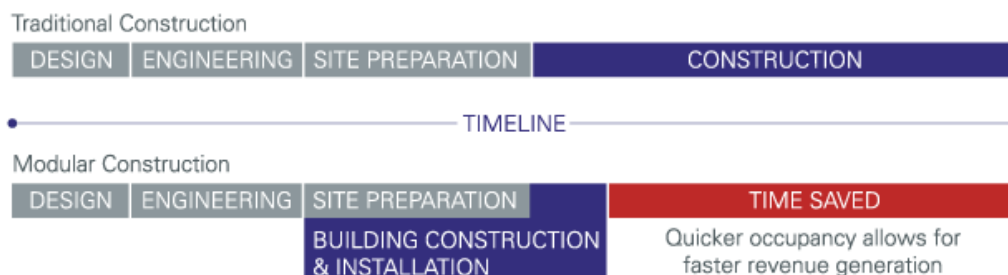 Traditional Construction
DESIGN ENGINEERING SITE PREPARATION CONSTRUCTION
TIMELINE
Modular Construction
DESIGN ENGINEERING SITE PREPARATION TIME SAVED
BUILDING CONSTRUCTION
& INSTALLATION
Quicker occupancy allows for
faster revenue generation